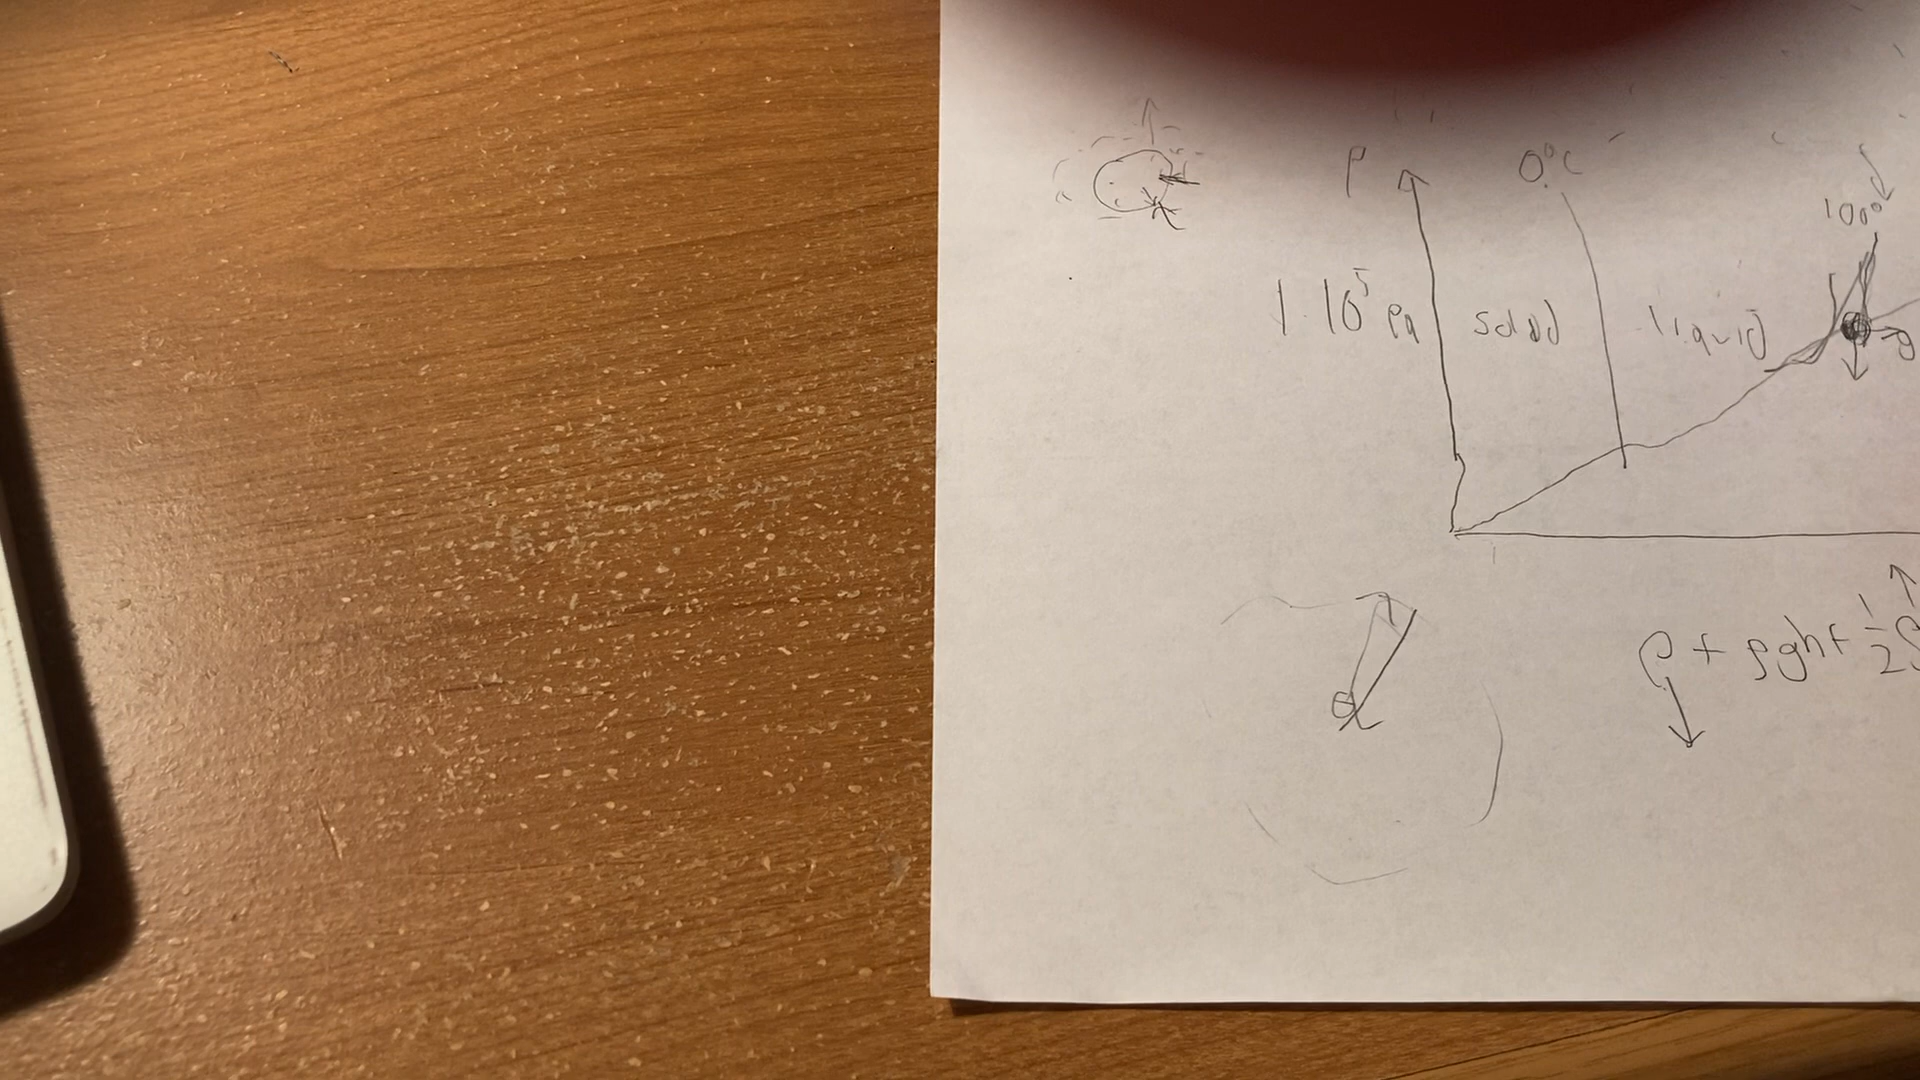 P 0°C
100°
1·10⁵ Pa solid liquid
P + ρgh + 1/2 ρ